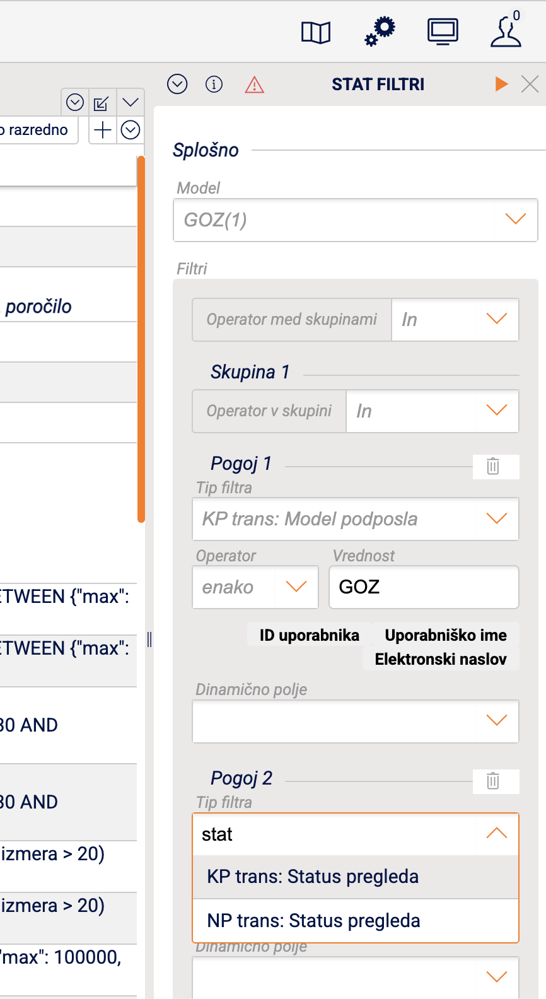 0
STAT FILTRI
o razredno
Splošno
Model
GOZ(1)
Filtri
poročilo
Operator med skupinami
In
Skupina 1
Operator v skupini
In
Pogoj 1
Tip filtra
KP trans: Model podposla
Operator
Vrednost
enako
GOZ
ETWEEN {"max":
ETWEEN {"max":
ID uporabnika
Uporabniško ime
Elektronski naslov
Dinamično polje
30 AND
Pogoj 2
Tip filtra
30 AND
stat
izmera > 20)
KP trans: Status pregleda
izmera > 20)
NP trans: Status pregleda
Dinamično polje
"max": 100000,